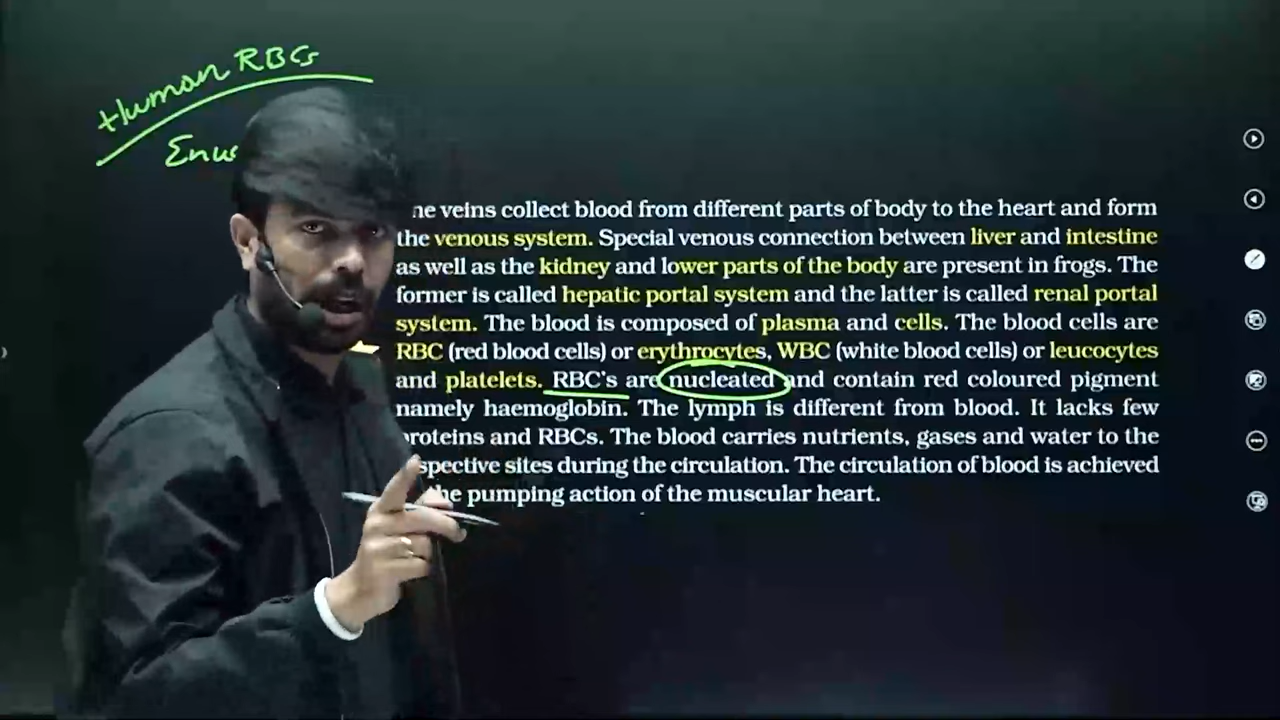 Human RBCs
he veins collect blood from different parts of body to the heart and form
the venous system. Special venous connection between liver and intestine
as well as the kidney and lower parts of the body are present in frogs. The
former is called hepatic portal system and the latter is called renal portal
system. The blood is composed of plasma and cells. The blood cells are
RBC (red blood cells) or erythrocytes, WBC (white blood cells) or leucocytes
and platelets. RBC's are nucleated and contain red coloured pigment
namely haemoglobin. The lymph is different from blood. It lacks few
proteins and RBCs. The blood carries nutrients, gases and water to the
spective sites during the circulation. The circulation of blood is achieved
he pumping action of the muscular heart.